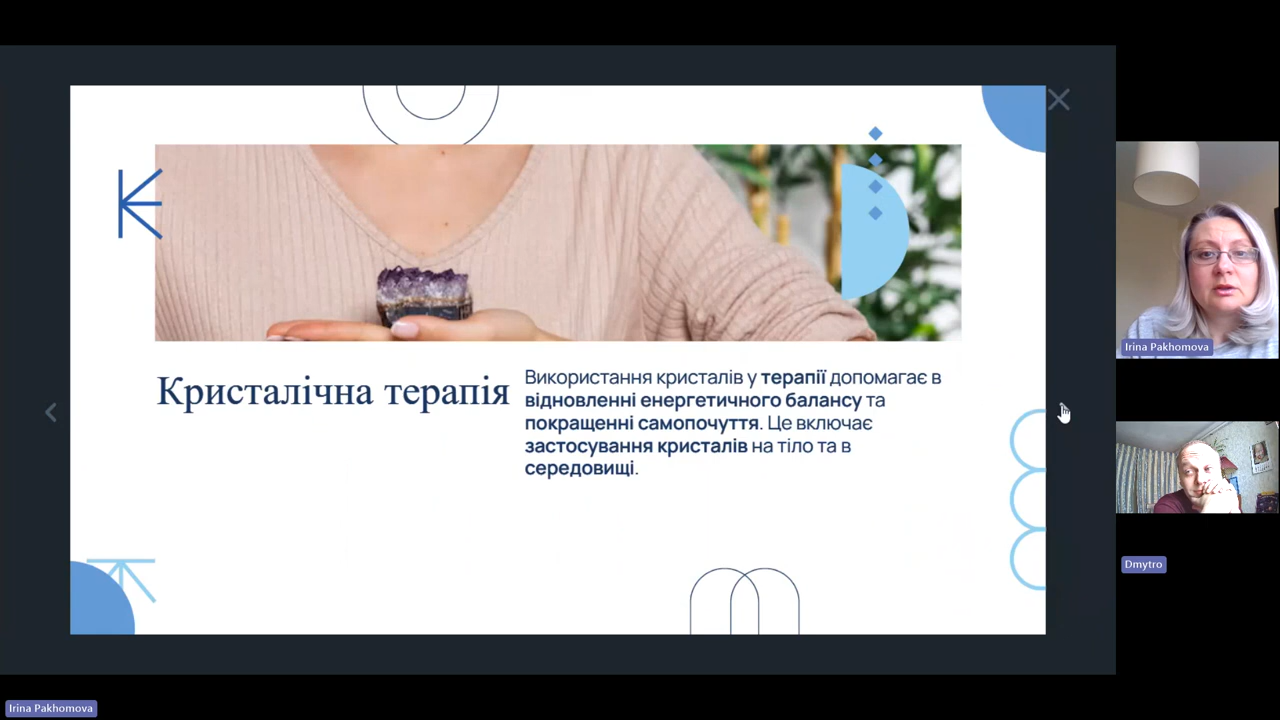 Кристалічна терапія
Використання кристалів у терапії допомагає в
відновленні енергетичного балансу та
покращенні самопочуття. Це включає
застосування кристалів на тіло та в
середовищі.
Irina Pakhomova
Dmytro
Irina Pakhomova